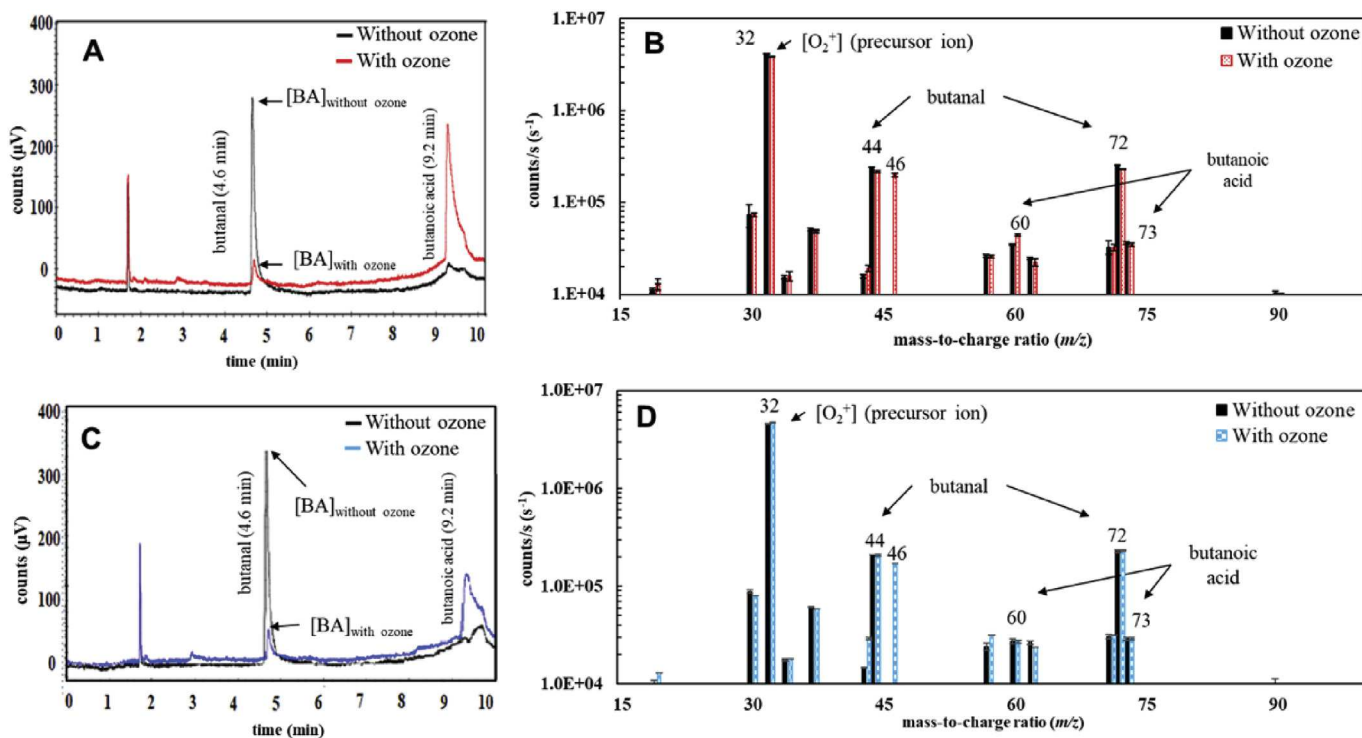 A
Without ozone
With ozone
[BA]without ozone
[BA]with ozone
butanal (4.6 min)
butanoic acid (9.2 min)
400
300
200
100
0
counts (µV)
0 1 2 3 4 5 6 7 8 9 10
time (min)
B
Without ozone
With ozone
32
[O2+] (precursor ion)
butanal
44
46
72
butanoic
acid
60
73
1.E+07
1.E+06
1.E+05
1.E+04
counts/s (s-1)
15 30 45 60 75 90
mass-to-charge ratio (m/z)
C
Without ozone
With ozone
[BA]without ozone
[BA]with ozone
butanal (4.6 min)
butanoic acid (9.2 min)
400
300
200
100
0
counts (µV)
0 1 2 3 4 5 6 7 8 9 10
time (min)
D
Without ozone
With ozone
32
[O2+] (precursor ion)
butanal
44
46
72
butanoic
acid
60
73
1.0E+07
1.0E+06
1.0E+05
1.0E+04
counts/s (s-1)
15 30 45 60 75 90
mass-to-charge ratio (m/z)